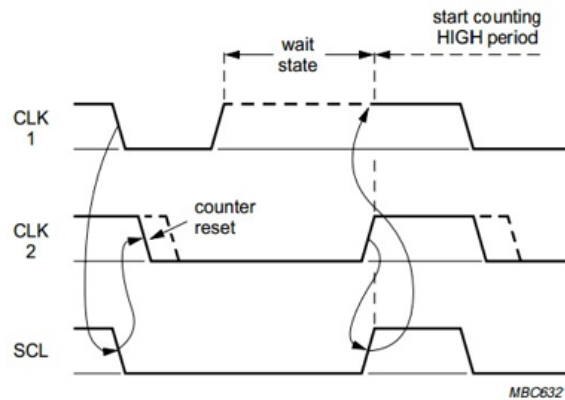 start counting
HIGH period
wait
state
CLK
1
counter
reset
CLK
2
SCL
MBC632